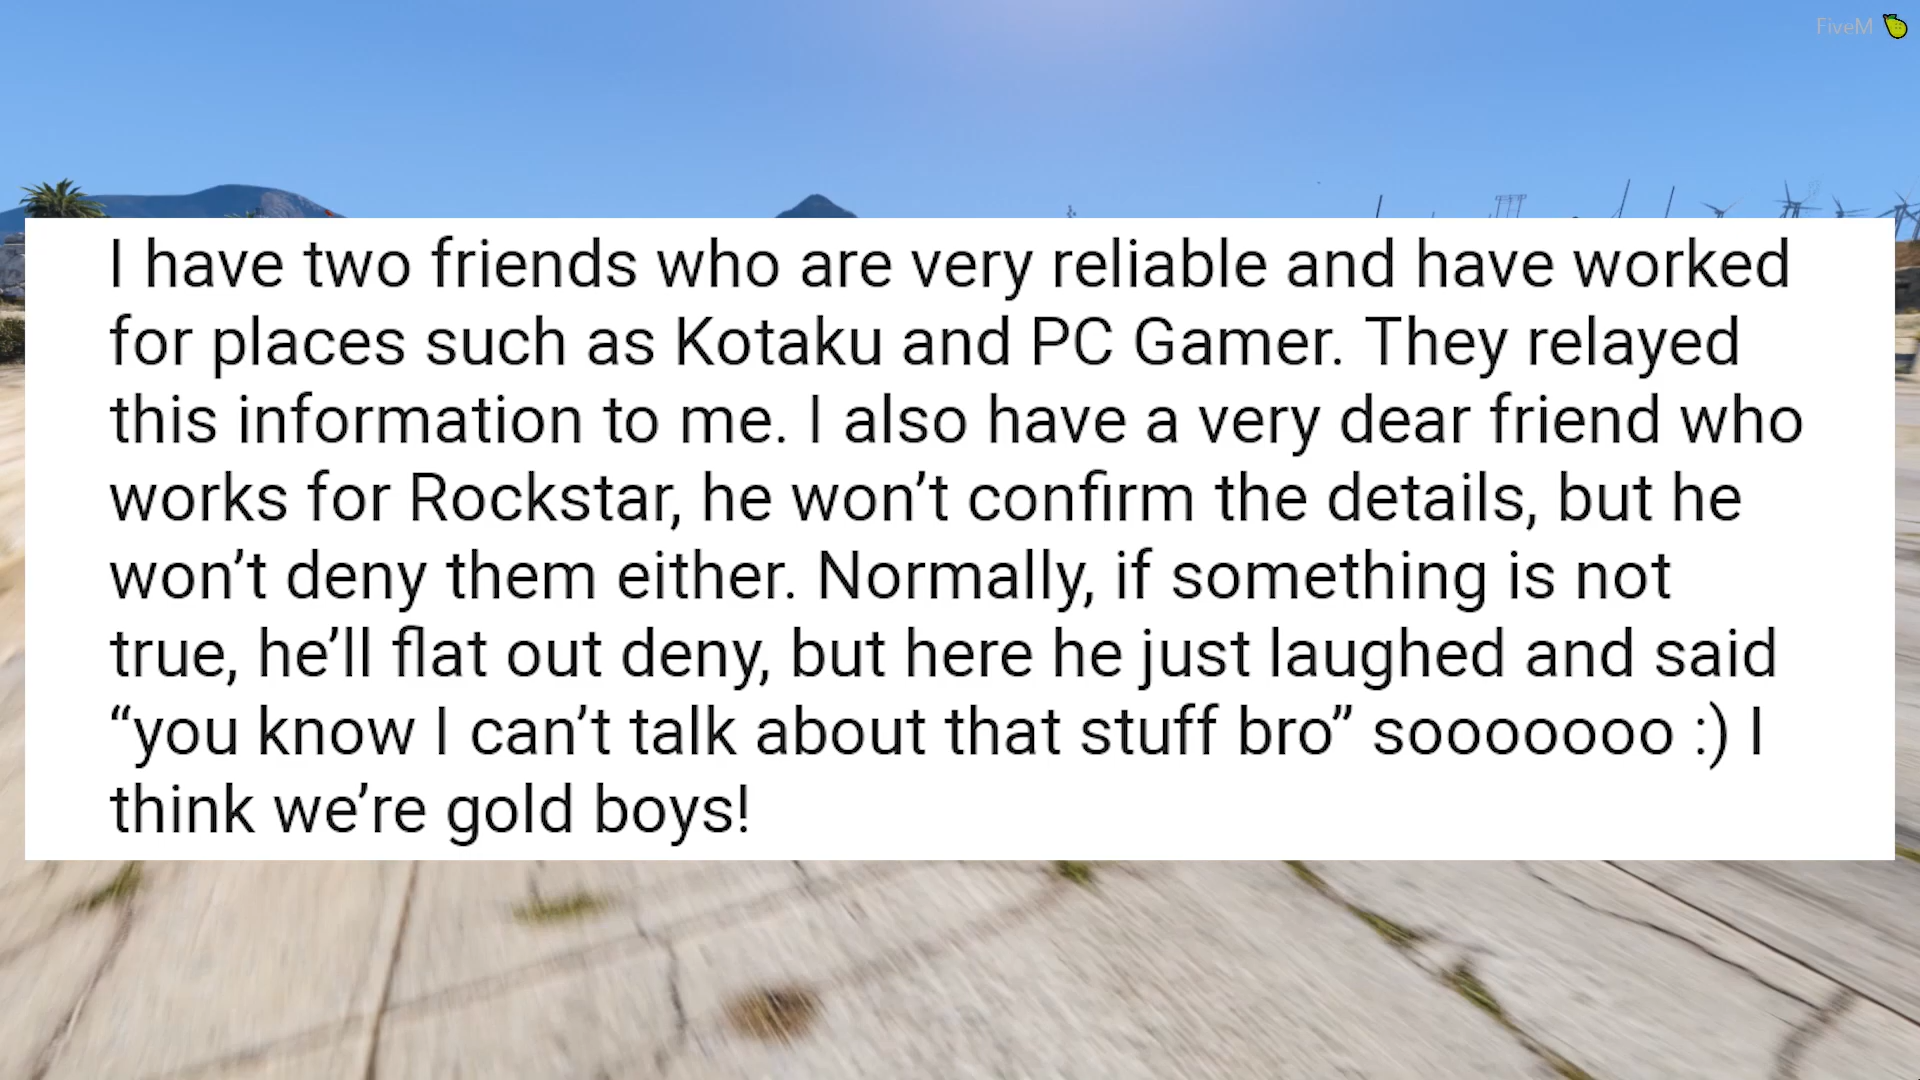 FiveM
I have two friends who are very reliable and have worked
for places such as Kotaku and PC Gamer. They relayed
this information to me. I also have a very dear friend who
works for Rockstar, he won’t confirm the details, but he
won’t deny them either. Normally, if something is not
true, he’ll flat out deny, but here he just laughed and said
“you know I can’t talk about that stuff bro” sooooooo :) I
think we’re gold boys!